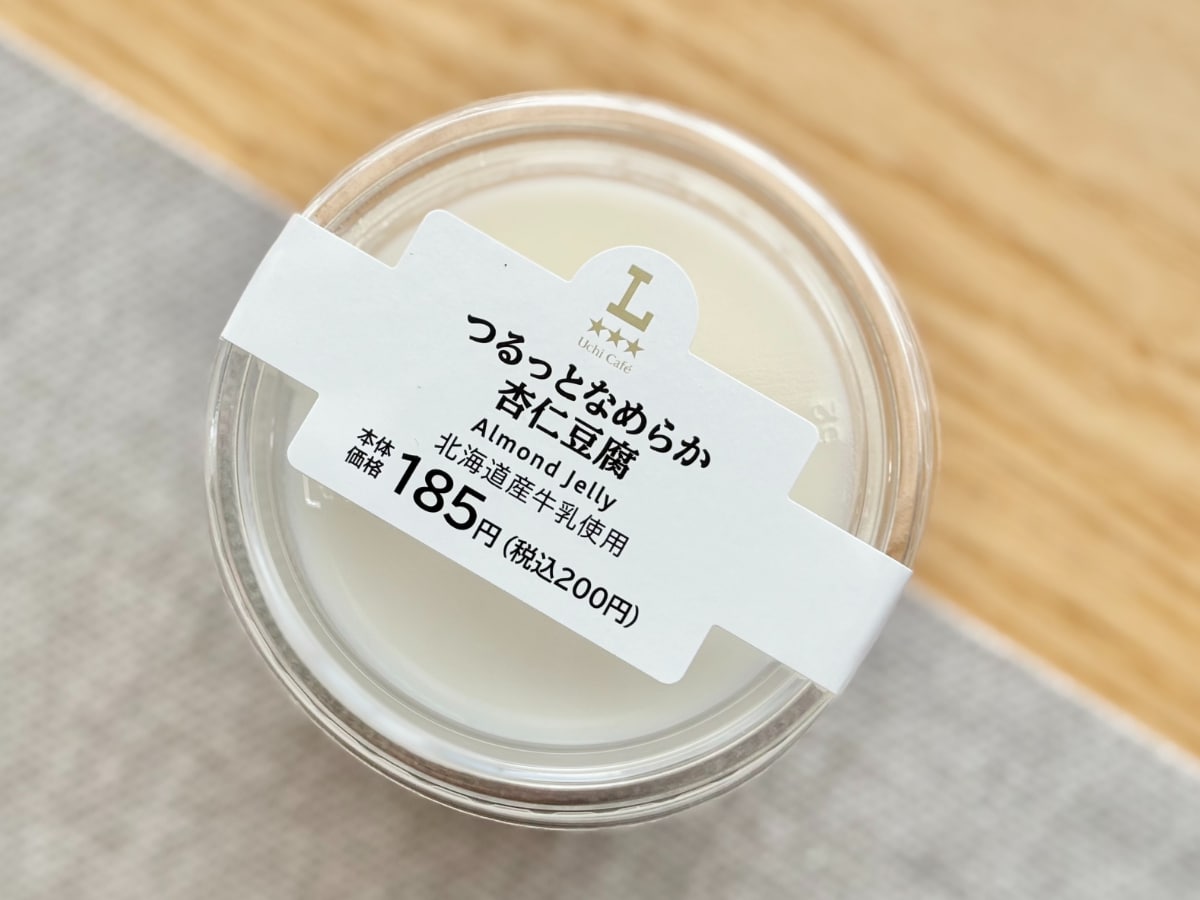 L
Uchi Café
つるっとなめらか
杏仁豆腐
Almond Jelly
北海道産牛乳使用
本体
価格 185円 (税込200円)